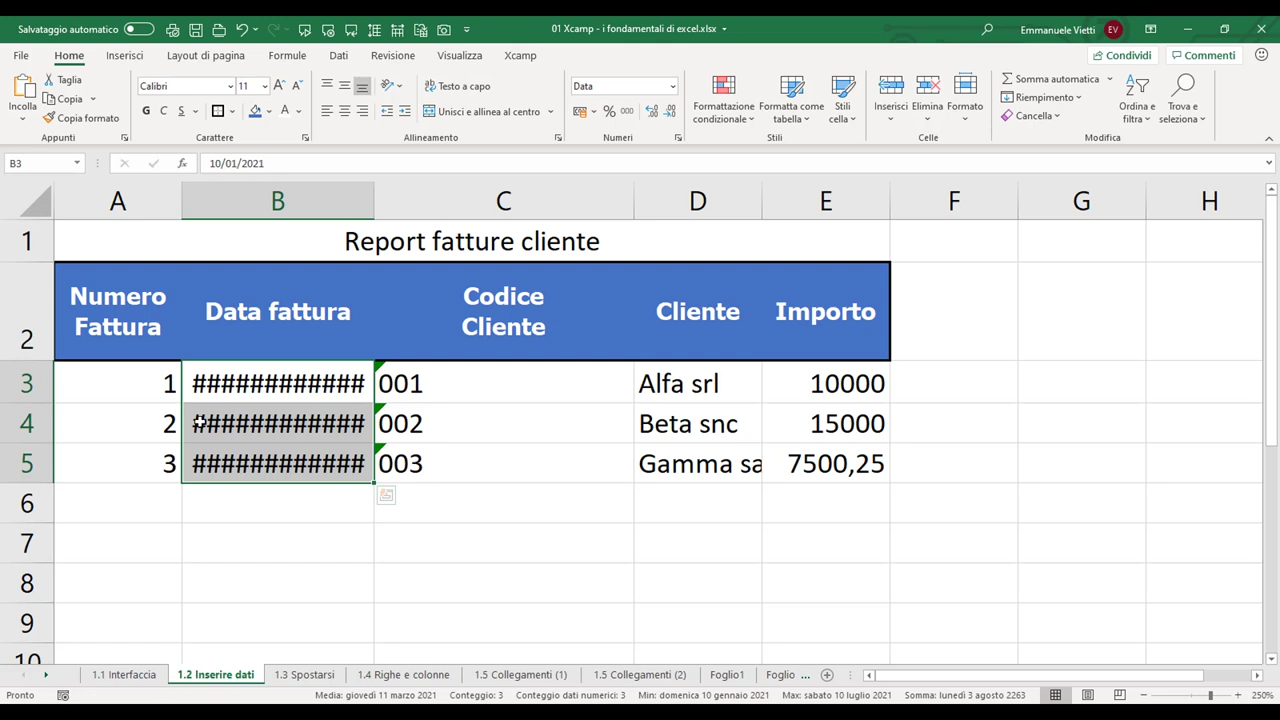 Salvataggio automatico
01 Xcamp - i fondamentali di excel.xlsx
Emmanuele Vietti EV
File Home Inserisci Layout di pagina Formule Dati Revisione Visualizza Xcamp
Condividi Commenti
Incolla
Taglia
Copia
Copia formato
Calibri 11
G C S
Testo a capo
Unisci e allinea al centro
Data
% 000
Formattazione condizionale
Formatta come tabella
Stili cella
Inserisci Elimina Formato
Somma automatica
Riempimento
Cancella
Ordina e filtra
Trova e seleziona
Appunti Carattere Allineamento Numeri Stili Celle Modifica
B3 fx 10/01/2021
A B C D E F G H
1 Report fatture cliente
2 Numero Fattura Data fattura Codice Cliente Cliente Importo
3 1 ############ 001 Alfa srl 10000
4 2 ############ 002 Beta snc 15000
5 3 ############ 003 Gamma sa 7500,25
6
7
8
9
10
1.1 Interfaccia 1.2 Inserire dati 1.3 Spostarsi 1.4 Righe e colonne 1.5 Collegamenti (1) 1.5 Collegamenti (2) Foglio1 Foglio ...
Pronto Media: giovedì 11 marzo 2021 Conteggio: 3 Conteggio dati numerici: 3 Min: domenica 10 gennaio 2021 Max: sabato 10 luglio 2021 Somma: lunedì 3 agosto 2263 250%